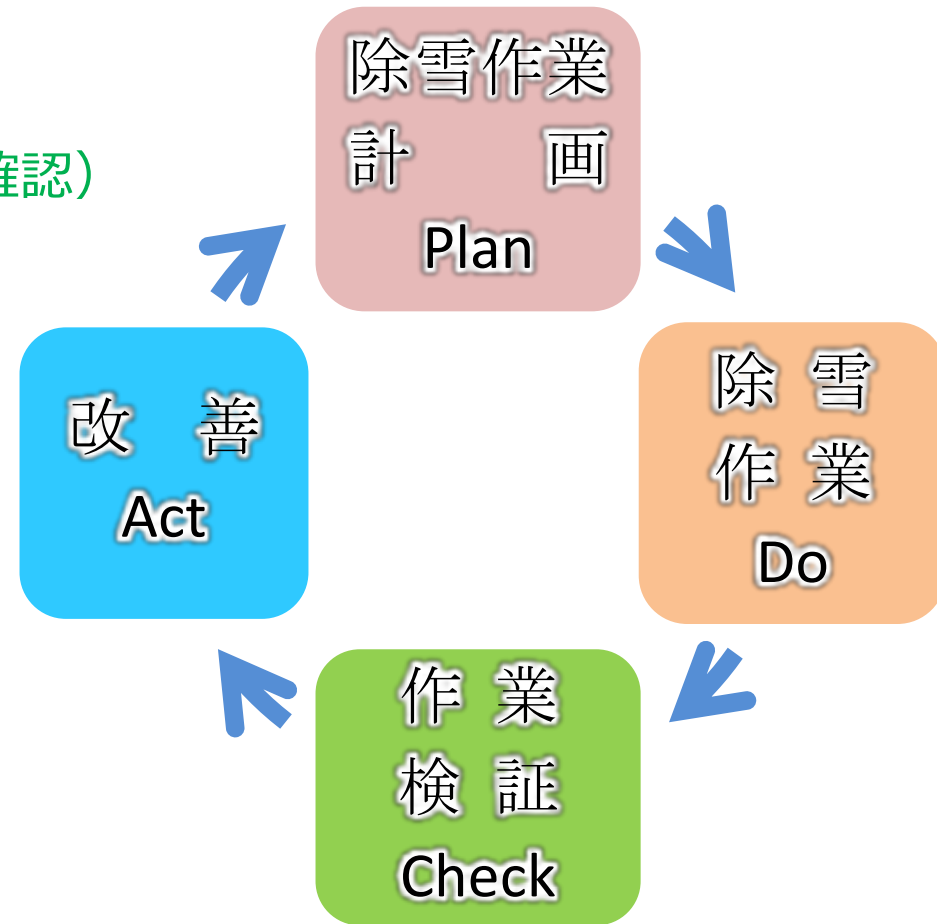 除雪作業
計　　画
Plan
確認）
除 雪
作 業
Do
作 業
検 証
Check
改　善
Act